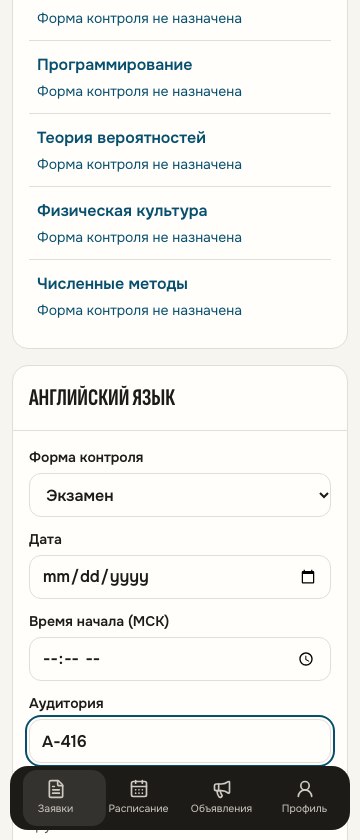 Форма контроля не назначена
Программирование
Форма контроля не назначена
Теория вероятностей
Форма контроля не назначена
Физическая культура
Форма контроля не назначена
Численные методы
Форма контроля не назначена
АНГЛИЙСКИЙ ЯЗЫК
Форма контроля
Экзамен
Дата
mm/dd/yyyy
Время начала (МСК)
--:-- --
Аудитория
А-416
Заявки Расписание Объявления Профиль